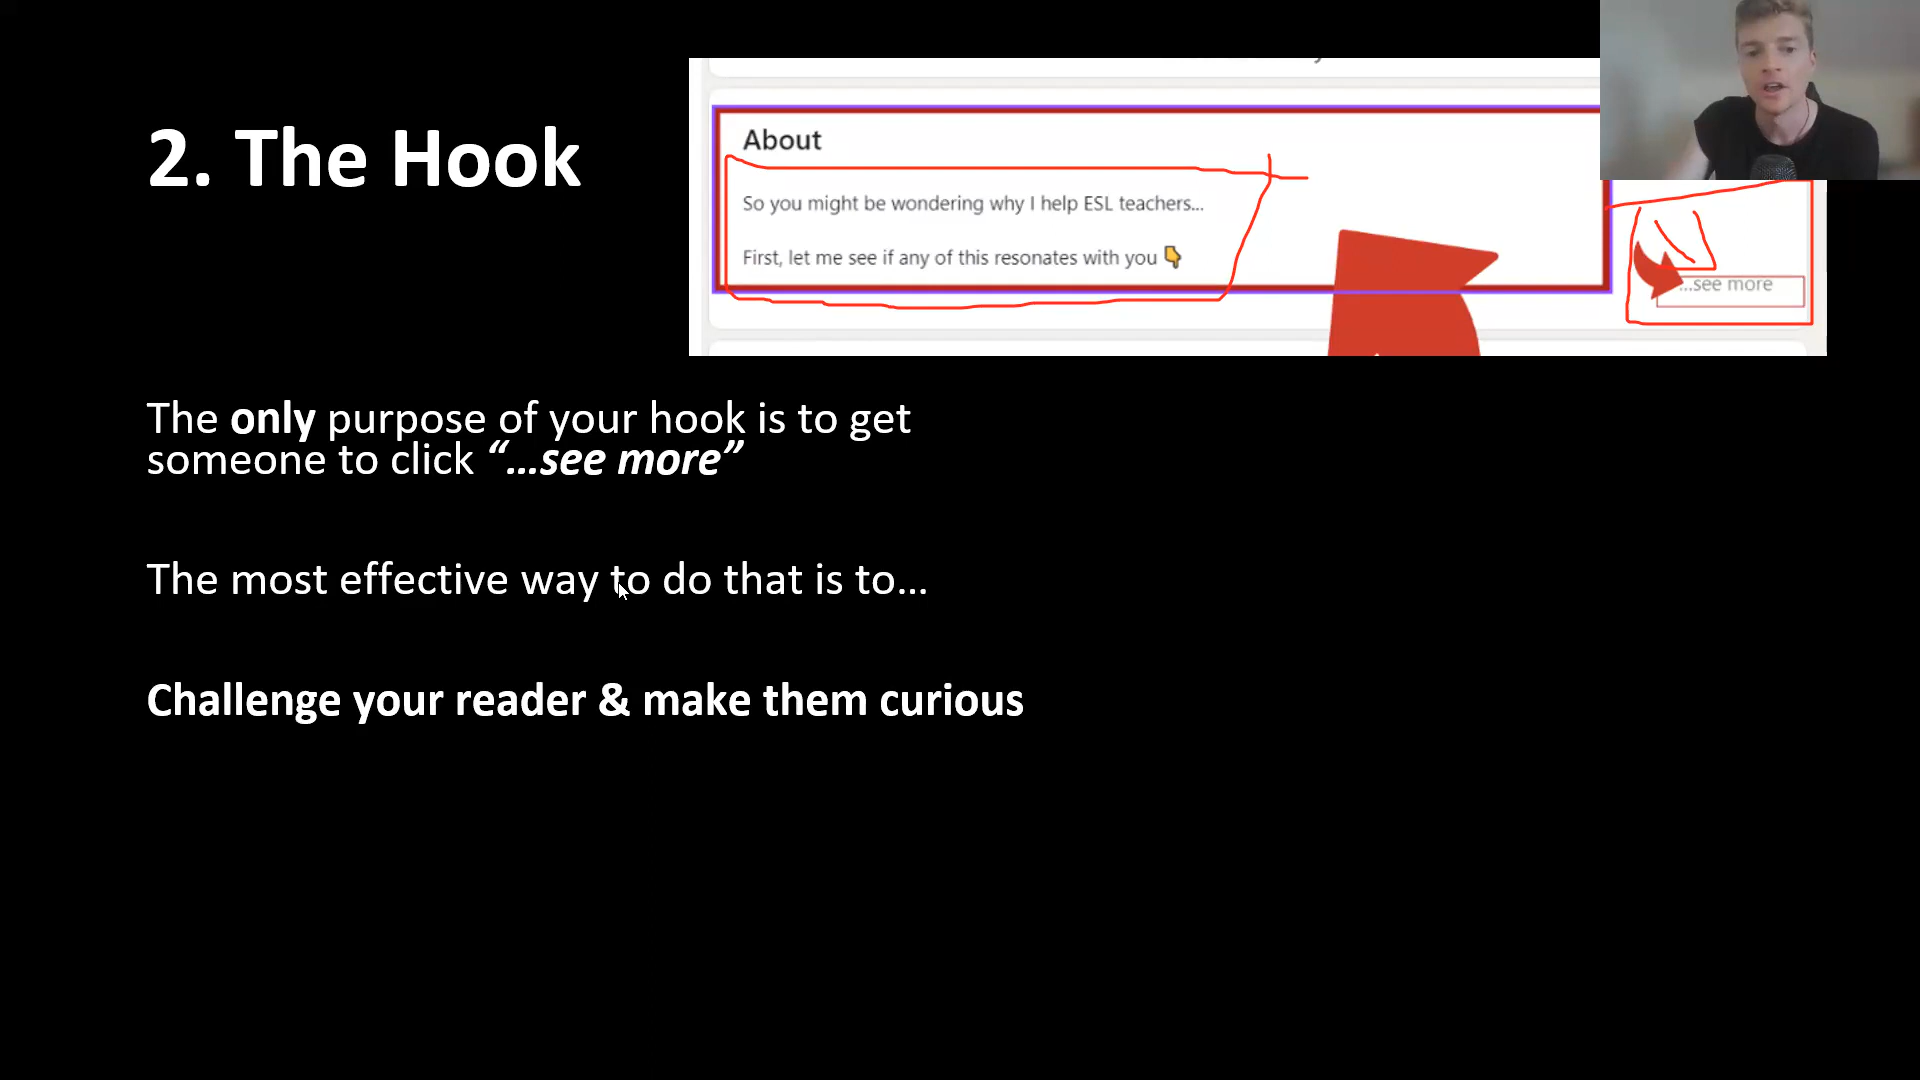 2. The Hook
About
So you might be wondering why I help ESL teachers...
First, let me see if any of this resonates with you 👇
...see more
The only purpose of your hook is to get
someone to click “...see more”
The most effective way to do that is to...
Challenge your reader & make them curious